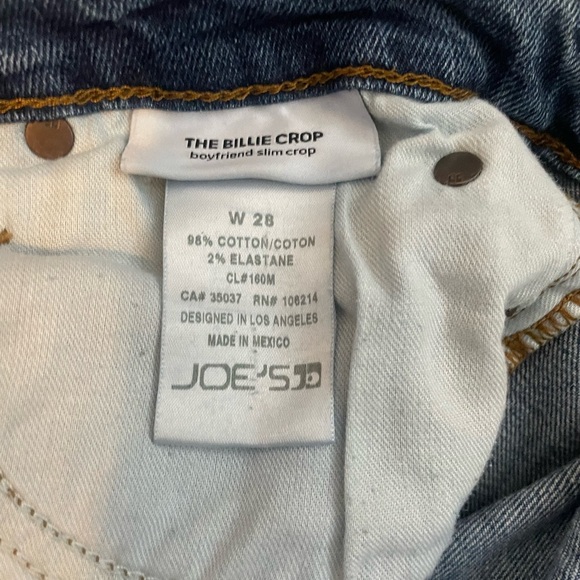 THE BILLIE CROP
boyfriend slim crop
W 28
98% COTTON/COTON
2% ELASTANE
CL#160M
CA# 35037 RN# 106214
DESIGNED IN LOS ANGELES
MADE IN MEXICO
JOE'S